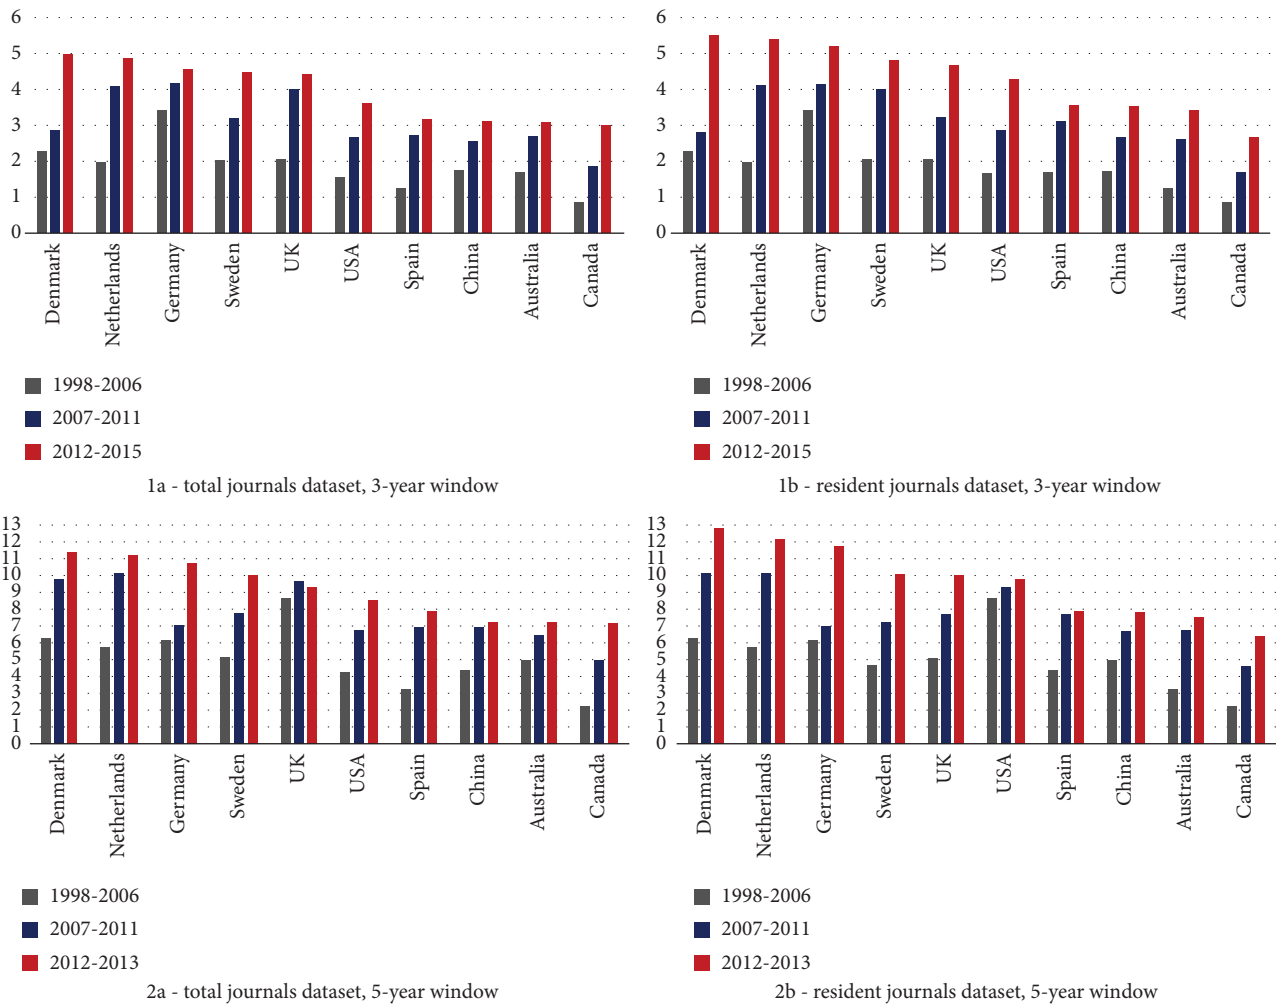 6
5
4
3
2
1
0
Denmark
Netherlands
Germany
Sweden
UK
USA
Spain
China
Australia
Canada
1998-2006
2007-2011
2012-2015
1a - total journals dataset, 3-year window
6
5
4
3
2
1
0
Denmark
Netherlands
Germany
Sweden
UK
USA
Spain
China
Australia
Canada
1998-2006
2007-2011
2012-2015
1b - resident journals dataset, 3-year window
13
12
11
10
9
8
7
6
5
4
3
2
1
0
Denmark
Netherlands
Germany
Sweden
UK
USA
Spain
China
Australia
Canada
1998-2006
2007-2011
2012-2013
2a - total journals dataset, 5-year window
13
12
11
10
9
8
7
6
5
4
3
2
1
0
Denmark
Netherlands
Germany
Sweden
UK
USA
Spain
China
Australia
Canada
1998-2006
2007-2011
2012-2013
2b - resident journals dataset, 5-year window